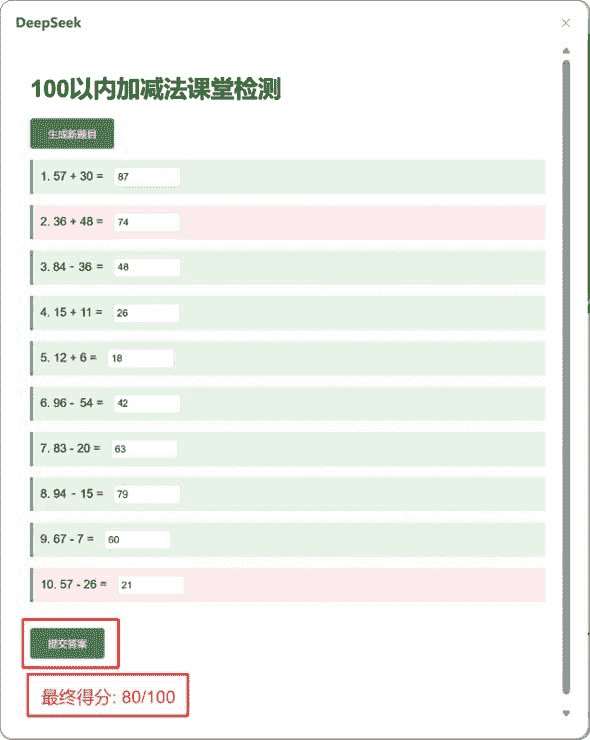 DeepSeek
100以内加减法课堂检测
生成新题目
1. 57 + 30 = 87
2. 36 + 48 = 74
3. 84 - 36 = 48
4. 15 + 11 = 26
5. 12 + 6 = 18
6. 96 - 54 = 42
7. 83 - 20 = 63
8. 94 - 15 = 79
9. 67 - 7 = 60
10. 57 - 26 = 21
提交答案
最终得分: 80/100